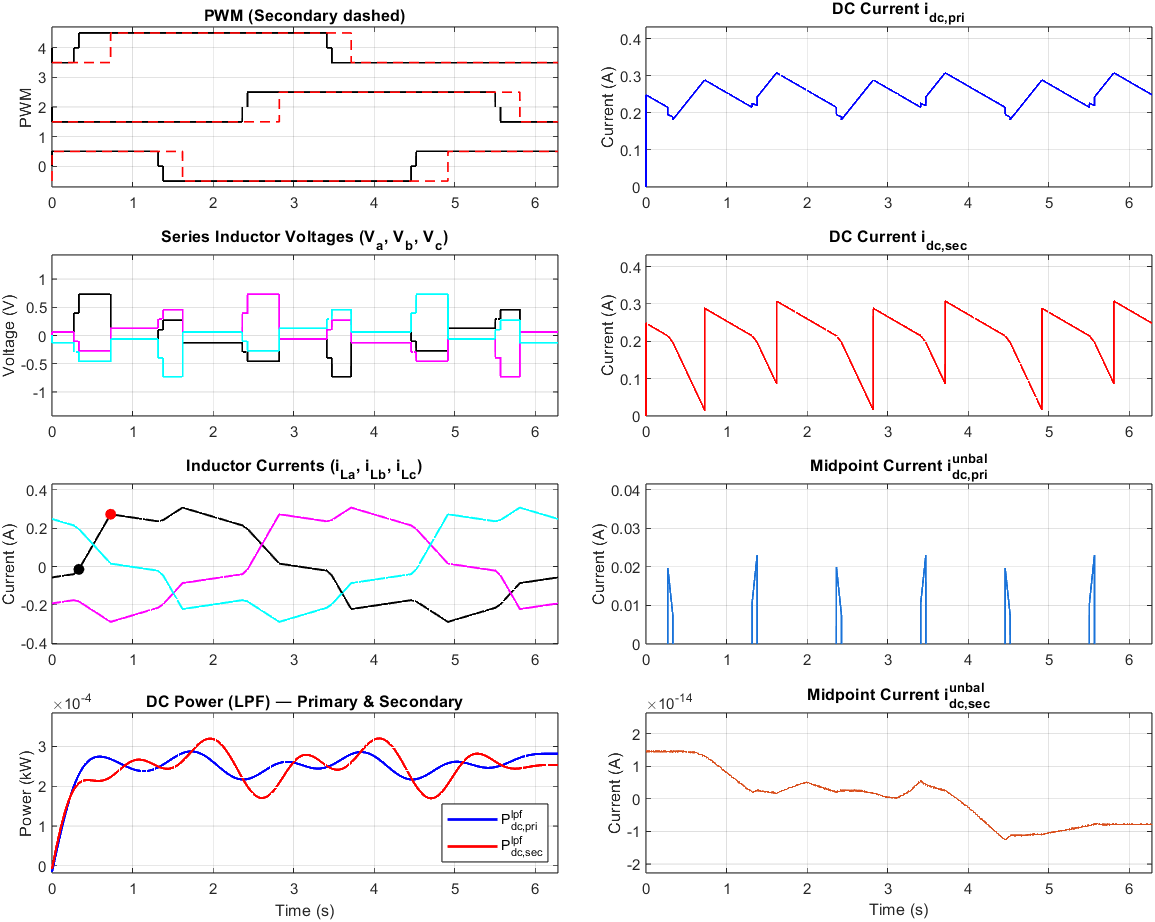 PWM (Secondary dashed)
PWM
4
3
2
1
0
0 1 2 3 4 5 6
DC Current i_dc,pri
Current (A)
0.4
0.3
0.2
0.1
0
0 1 2 3 4 5 6
Series Inductor Voltages (V_a, V_b, V_c)
Voltage (V)
1
0.5
0
-0.5
-1
0 1 2 3 4 5 6
DC Current i_dc,sec
Current (A)
0.4
0.3
0.2
0.1
0
0 1 2 3 4 5 6
Inductor Currents (i_La, i_Lb, i_Lc)
Current (A)
0.4
0.2
0
-0.2
-0.4
0 1 2 3 4 5 6
Midpoint Current i^unbal_dc,pri
Current (A)
0.04
0.03
0.02
0.01
0
0 1 2 3 4 5 6
DC Power (LPF) — Primary & Secondary
×10^-4
Power (kW)
3
2
1
0
P^lpf_dc,pri
P^lpf_dc,sec
0 1 2 3 4 5 6
Time (s)
Midpoint Current i^unbal_dc,sec
×10^-14
Current (A)
2
1
0
-1
-2
0 1 2 3 4 5 6
Time (s)